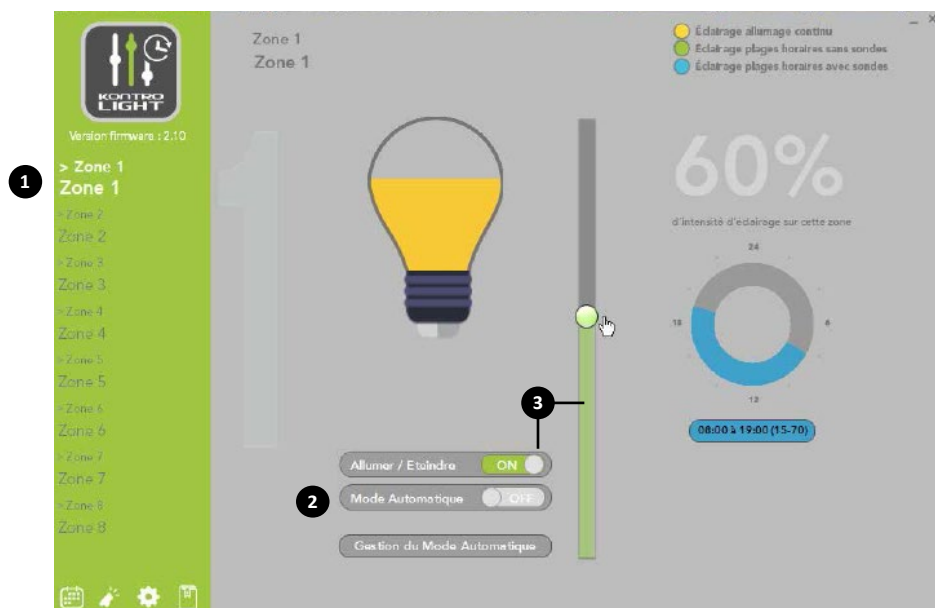 KONTRO
LIGHT
Version firmware : 2.10
1
> Zone 1
Zone 1
> Zone 2
Zone 2
> Zone 3
Zone 3
> Zone 4
Zone 4
> Zone 5
Zone 5
> Zone 6
Zone 6
> Zone 7
Zone 7
> Zone 8
Zone 8
Zone 1
Zone 1
1
3
Allumer / Eteindre ON
2
Mode Automatique OFF
Gestion du Mode Automatique
Éclairage allumage continu
Éclairage plages horaires sans sondes
Éclairage plages horaires avec sondes
60%
d'intensité d'éclairage sur cette zone
24
18
6
12
08:00 à 19:00 (15-70)